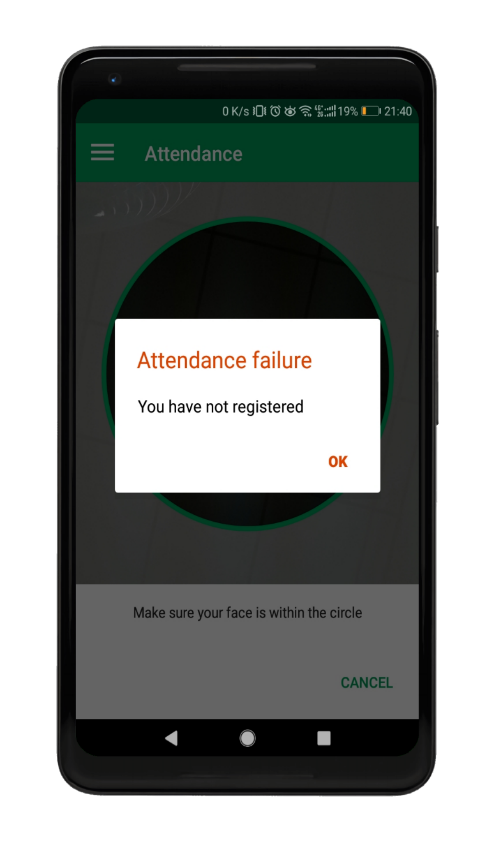 0 K/s 19% 21:40
Attendance
Attendance failure
You have not registered
OK
Make sure your face is within the circle
CANCEL